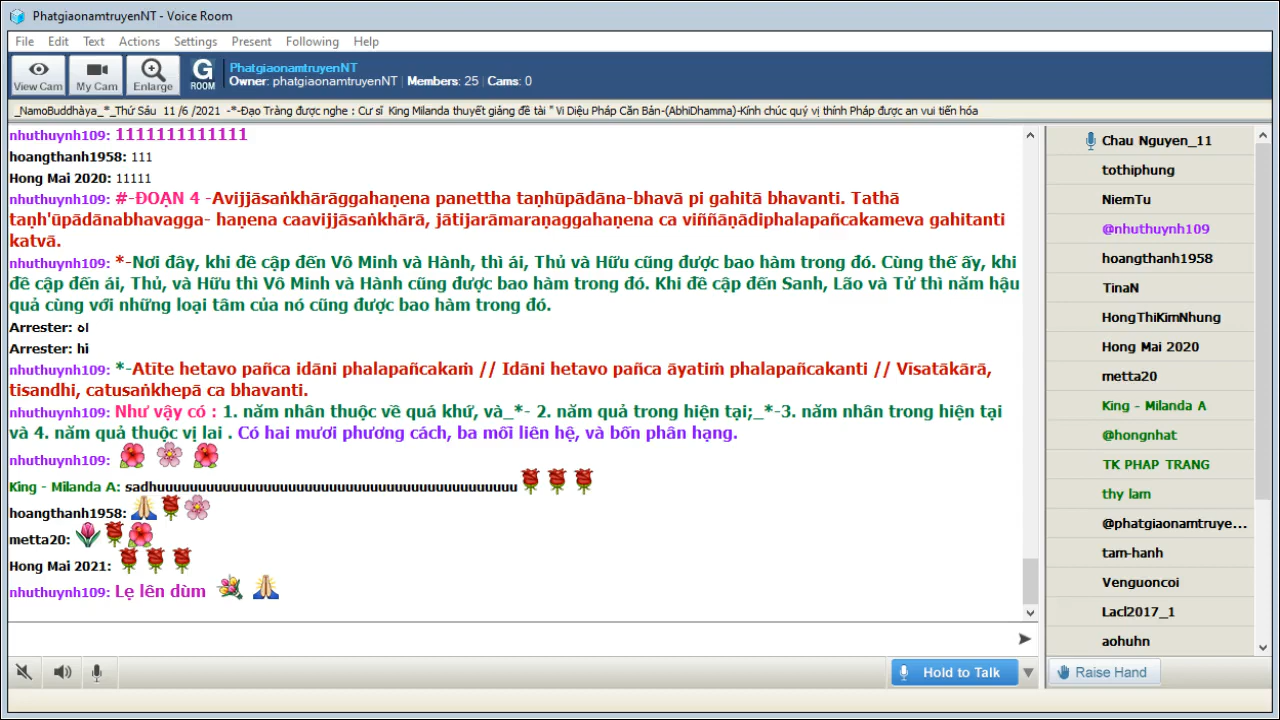 PhatgiaonamtruyenNT - Voice Room
File Edit Text Actions Settings Present Following Help
View Cam
My Cam
Enlarge
G ROOM
PhatgiaonamtruyenNT
Owner: phatgiaonamtruyenNT | Members: 25 | Cams: 0
_NamoBuddhàya_*_Thứ Sáu 11 /6 /2021 -*-Đạo Tràng được nghe : Cư sĩ King Milanda thuyết giảng đề tài " Vi Diệu Pháp Căn Bản-(AbhiDhamma)-Kính chúc quý vị thính Pháp được an vui tiến hóa
nhuthuynh109: 1111111111111
hoangthanh1958: 111
Hong Mai 2020: 11111
nhuthuynh109: #-ĐOẠN 4 -Avijjāsaṅkhārāggahaṇena panettha taṇhūpādāna-bhavā pi gahitā bhavanti. Tathā
taṇh'ūpādānabhavagga- haṇena caavijjāsaṅkhārā, jātijarāmaraṇaggahaṇena ca viññāṇādiphalapañcakameva gahitanti
katvā.
nhuthuynh109: *-Nơi đây, khi đề cập đến Vô Minh và Hành, thì ái, Thủ và Hữu cũng được bao hàm trong đó. Cùng thế ấy, khi
đề cập đến ái, Thủ, và Hữu thì Vô Minh và Hành cũng được bao hàm trong đó. Khi đề cập đến Sanh, Lão và Tử thì năm hậu
quả cùng với những loại tâm của nó cũng được bao hàm trong đó.
Arrester: əı
Arrester: hi
nhuthuynh109: *-Atīte hetavo pañca idāni phalapañcakaṁ // Idāni hetavo pañca āyatiṁ phalapañcakanti // Vīsatākārā,
tisandhi, catusaṅkhepā ca bhavanti.
nhuthuynh109: Như vậy có : 1. năm nhân thuộc về quá khứ, và_*- 2. năm quả trong hiện tại;_*-3. năm nhân trong hiện tại
và 4. năm quả thuộc vị lai . Có hai mươi phương cách, ba mối liên hệ, và bốn phân hạng.
nhuthuynh109:
King - Milanda A: sadhuuuuuuuuuuuuuuuuuuuuuuuuuuuuuuuuuuuuuuuuuuuu
hoangthanh1958:
metta20:
Hong Mai 2021:
nhuthuynh109: Lẹ lên dùm
Hold to Talk
Chau Nguyen_11
tothiphung
NiemTu
@nhuthuynh109
hoangthanh1958
TinaN
HongThiKimNhung
Hong Mai 2020
metta20
King - Milanda A
@hongnhat
TK PHAP TRANG
thy lam
@phatgiaonamtruye...
tam-hanh
Venguoncoi
Lacl2017_1
aohuhn
Raise Hand